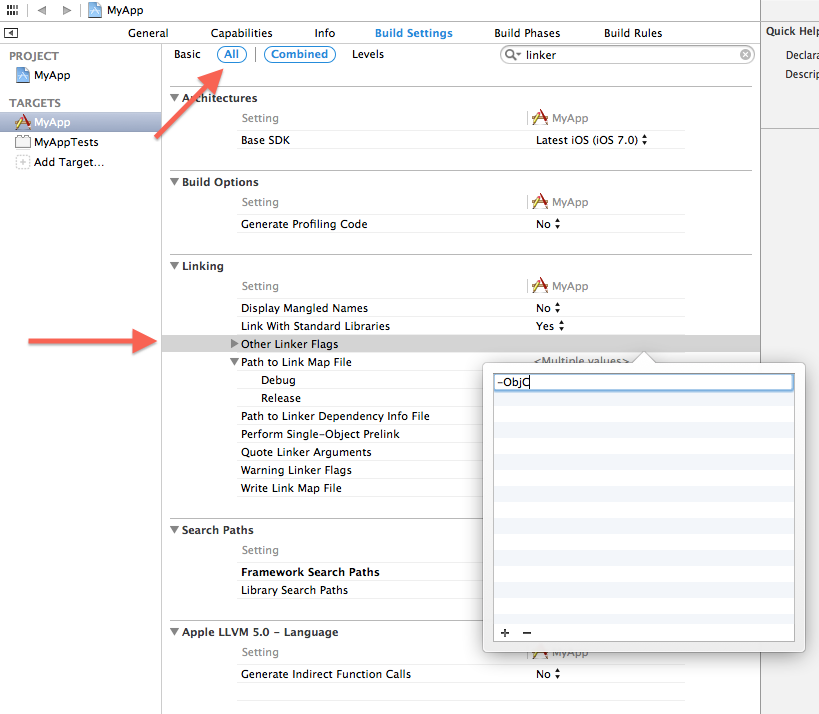 MyApp
General Capabilities Info Build Settings Build Phases Build Rules
Quick Help
PROJECT
MyApp
TARGETS
MyApp
MyAppTests
Add Target...
Basic All Combined Levels linker
Architectures
Setting MyApp
Base SDK Latest iOS (iOS 7.0)
Build Options
Setting MyApp
Generate Profiling Code No
Linking
Setting MyApp
Display Mangled Names No
Link With Standard Libraries Yes
Other Linker Flags
Path to Link Map File <Multiple values>
Debug
Release
Path to Linker Dependency Info File
Perform Single-Object Prelink
Quote Linker Arguments
Warning Linker Flags
Write Link Map File
-ObjC
+ −
Search Paths
Setting
Framework Search Paths
Library Search Paths
Apple LLVM 5.0 - Language
Setting MyApp
Generate Indirect Function Calls No
Declara
Descrip